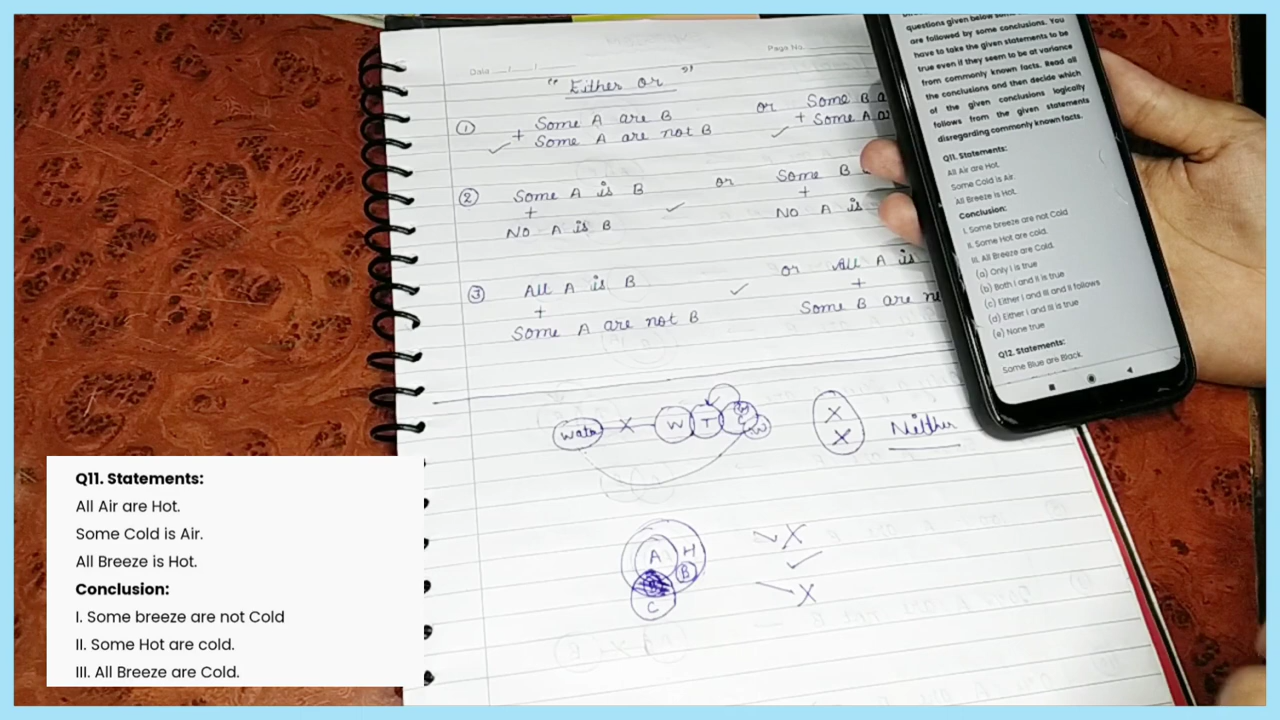 Date / /
Page No.
" Either or "
① Some A are B or Some B a
+ Some A are not B + Some A a
② Some A is B or Some B
+ +
NO A is B NO A is
③ All A is B or All A is
+ +
Some A are not B Some B are
Water X W T W
X
X
Neither
A H
B
C
X
X
questions given below
are followed by some conclusions. You
have to take the given statements to be
true even if they seem to be at variance
from commonly known facts. Read all
the conclusions and then decide which
of the given conclusions logically
follows from the given statements
disregarding commonly known facts.
Q11. Statements:
All Air are Hot.
Some Cold is Air.
All Breeze is Hot.
Conclusion:
I. Some breeze are not Cold
II. Some Hot are cold.
III. All Breeze are Cold.
(a) Only I is true
(b) Both I and II is true
(c) Either I and III and II follows
(d) Either I and III is true
(e) None true
Q12. Statements:
Some Blue are Black.
Q11. Statements:
All Air are Hot.
Some Cold is Air.
All Breeze is Hot.
Conclusion:
I. Some breeze are not Cold
II. Some Hot are cold.
III. All Breeze are Cold.